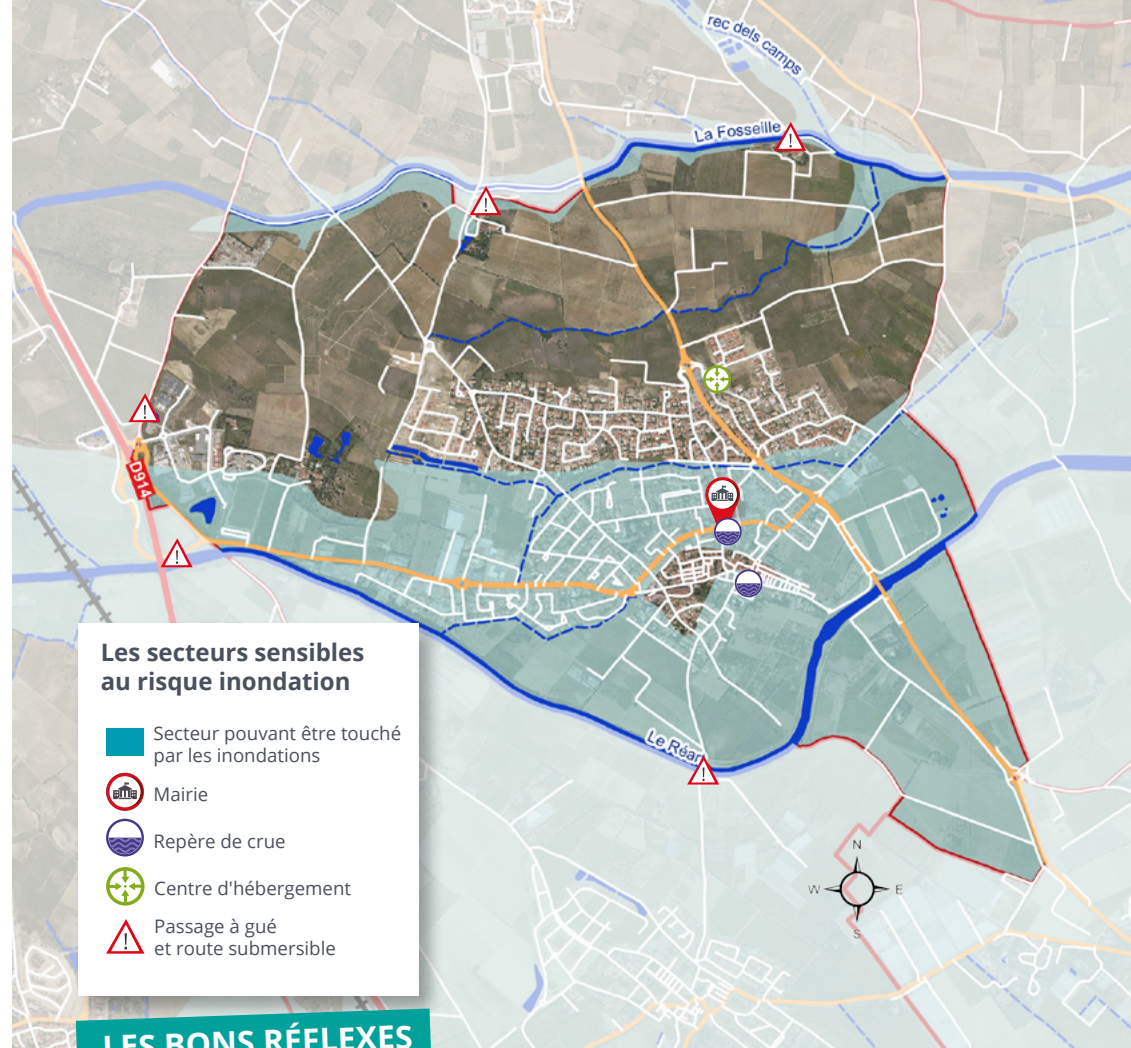 rec dels camps
La Fosseille
D914
Le Réart
Les secteurs sensibles
au risque inondation
Secteur pouvant être touché
par les inondations
Mairie
Repère de crue
Centre d'hébergement
Passage à gué
et route submersible
N
W
E
S
LES BONS RÉFLEXES